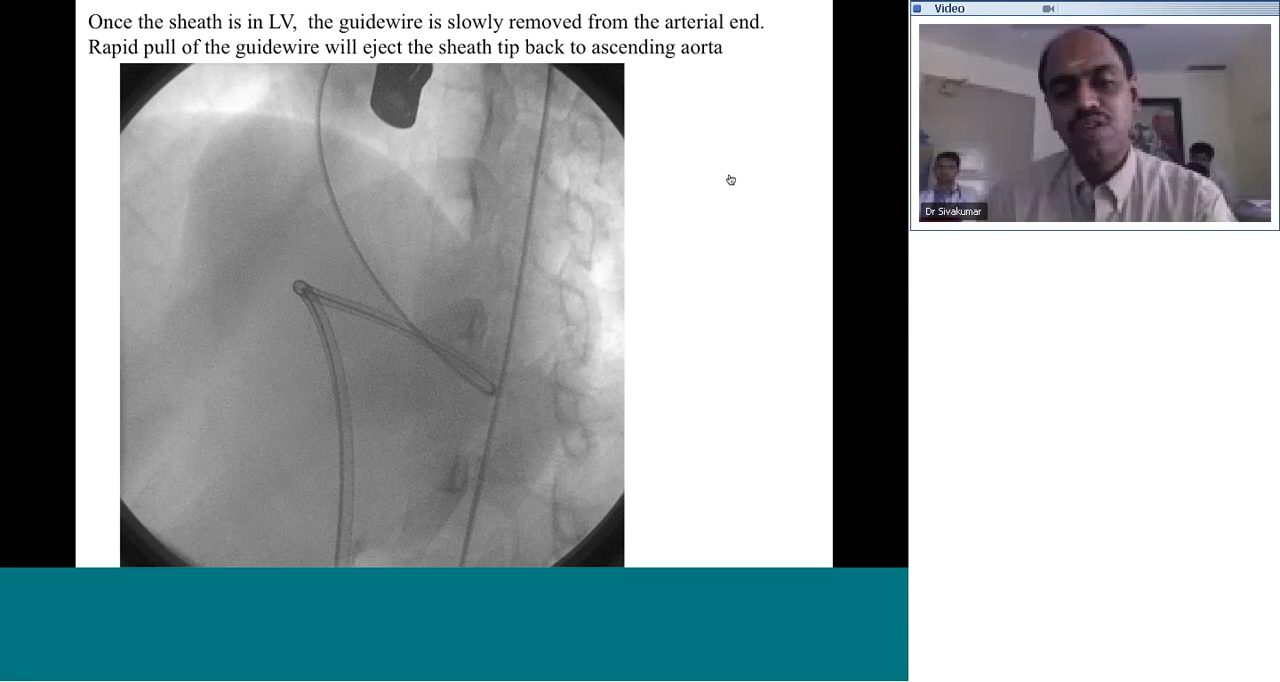 Once the sheath is in LV, the guidewire is slowly removed from the arterial end.
Rapid pull of the guidewire will eject the sheath tip back to ascending aorta
Video
Dr Sivakumar